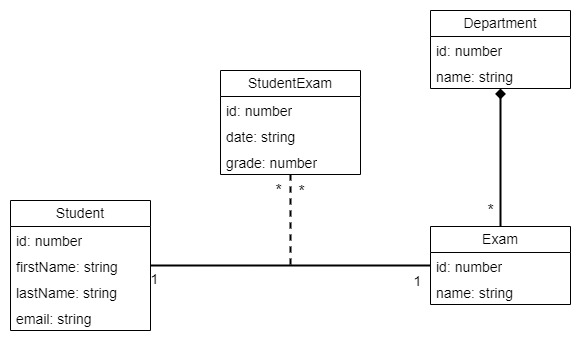 Department
id: number
name: string
StudentExam
id: number
date: string
grade: number
* *
Student
id: number
firstName: string
lastName: string
email: string
1
1
*
Exam
id: number
name: string